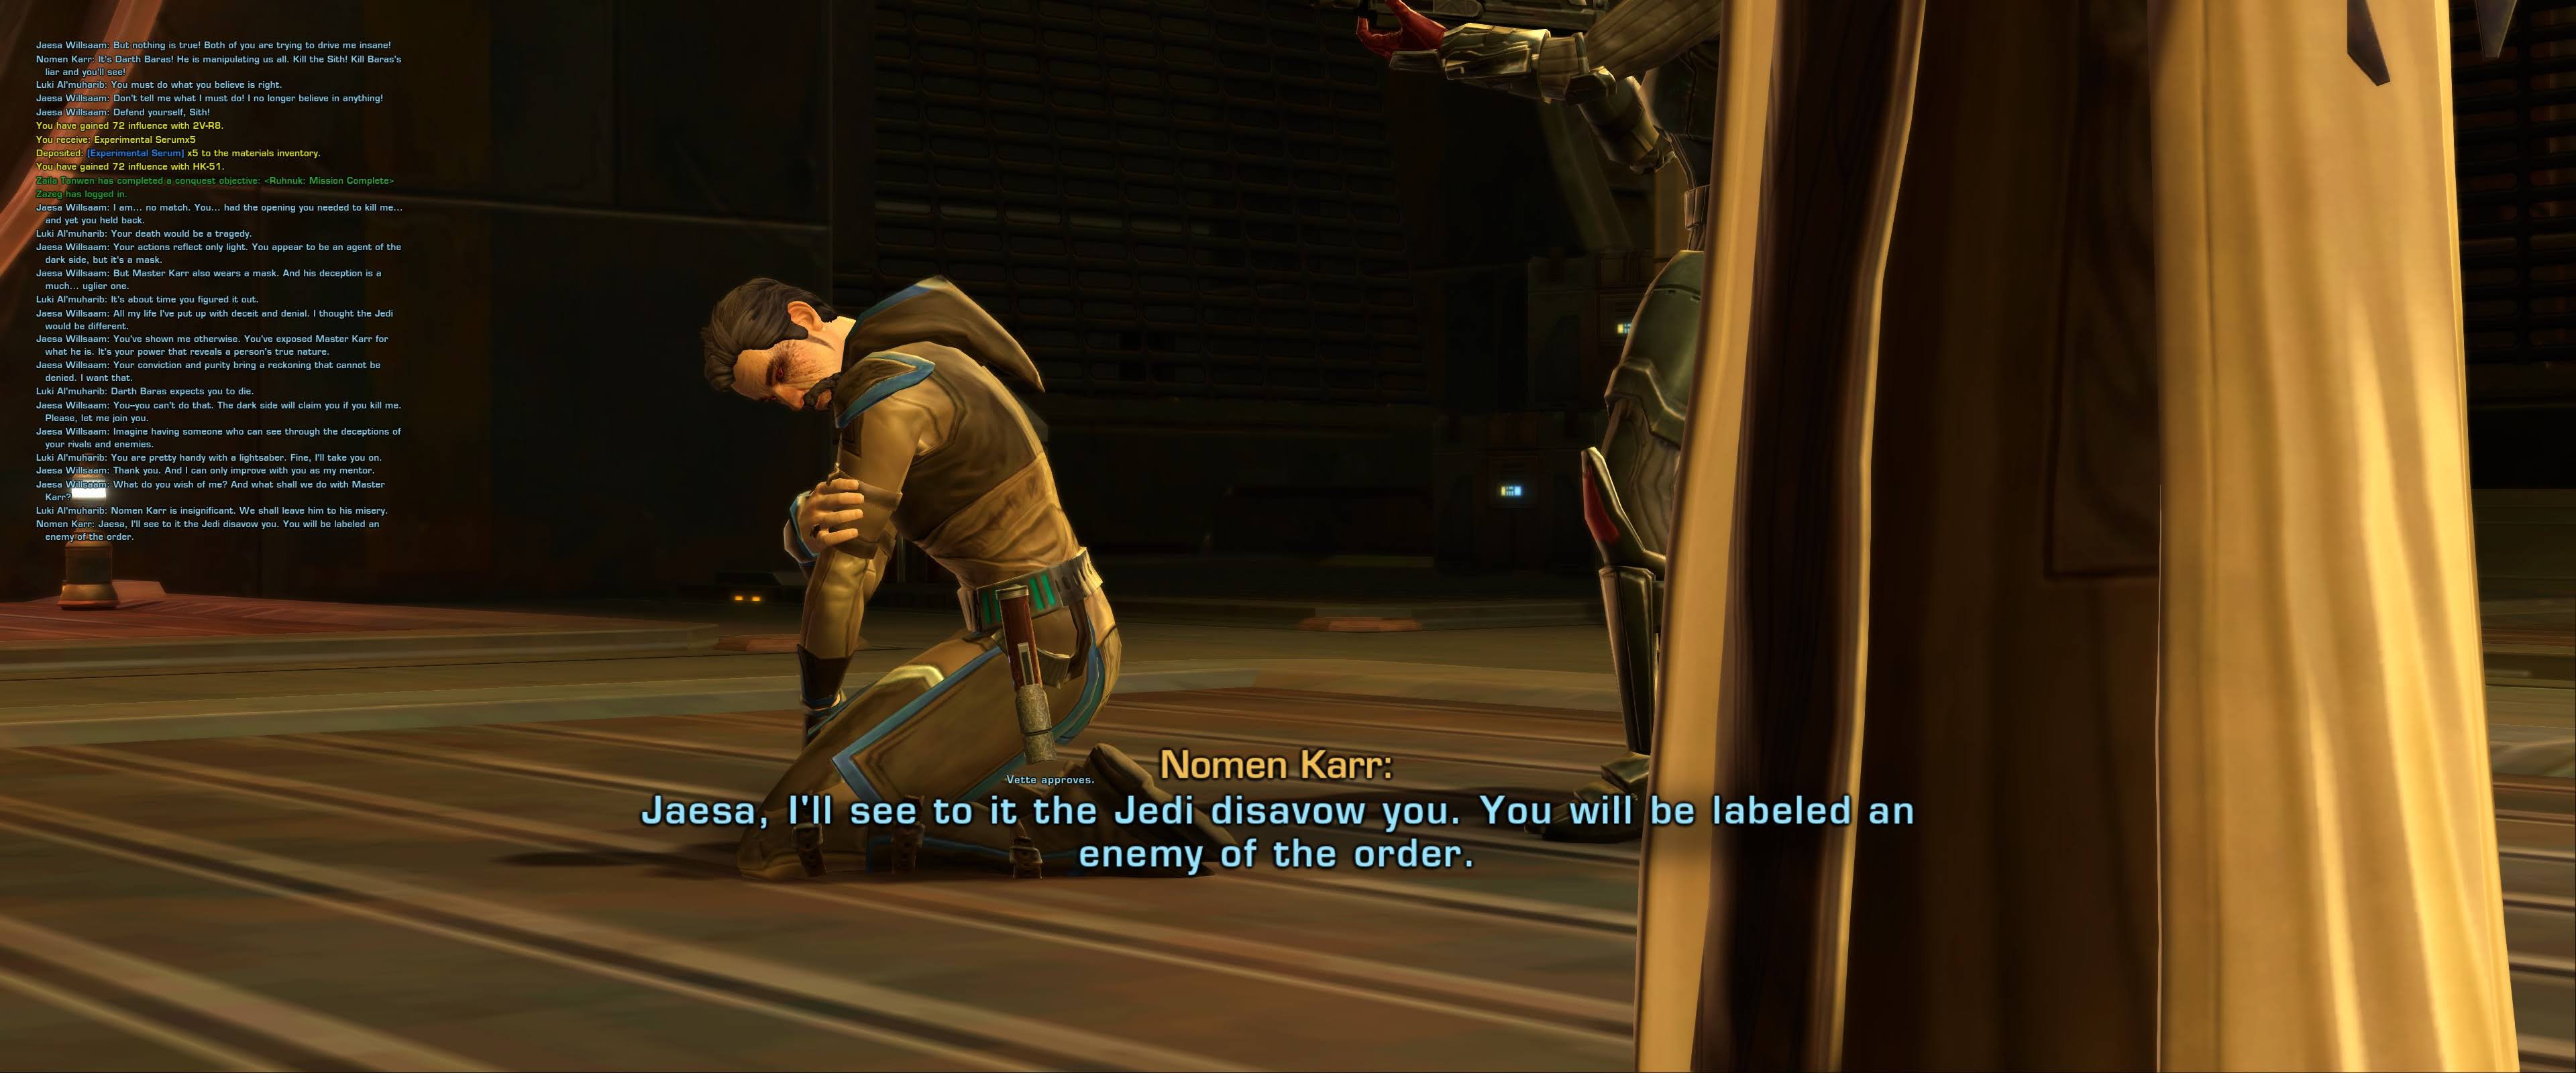 Jaesa Willsaam: But nothing is true! Both of you are trying to drive me insane!
Nomen Karr: It's Darth Baras! He is manipulating us all. Kill the Sith! Kill Baras's
liar and you'll see!
Luki Al'muharib: You must do what you believe is right.
Jaesa Willsaam: Don't tell me what I must do! I no longer believe in anything!
Jaesa Willsaam: Defend yourself, Sith!
You have gained 72 influence with 2V-R8.
You receive: Experimental Serumx5
Deposited: [Experimental Serum] x5 to the materials inventory.
You have gained 72 influence with HK-51.
Zaila Tanwen has completed a conquest objective: <Ruhnuk: Mission Complete>
Zazeg has logged in.
Jaesa Willsaam: I am... no match. You... had the opening you needed to kill me...
and yet you held back.
Luki Al'muharib: Your death would be a tragedy.
Jaesa Willsaam: Your actions reflect only light. You appear to be an agent of the
dark side, but it's a mask.
Jaesa Willsaam: But Master Karr also wears a mask. And his deception is a
much... uglier one.
Luki Al'muharib: It's about time you figured it out.
Jaesa Willsaam: All my life I've put up with deceit and denial. I thought the Jedi
would be different.
Jaesa Willsaam: You've shown me otherwise. You've exposed Master Karr for
what he is. It's your power that reveals a person's true nature.
Jaesa Willsaam: Your conviction and purity bring a reckoning that cannot be
denied. I want that.
Luki Al'muharib: Darth Baras expects you to die.
Jaesa Willsaam: You–you can't do that. The dark side will claim you if you kill me.
Please, let me join you.
Jaesa Willsaam: Imagine having someone who can see through the deceptions of
your rivals and enemies.
Luki Al'muharib: You are pretty handy with a lightsaber. Fine, I'll take you on.
Jaesa Willsaam: Thank you. And I can only improve with you as my mentor.
Jaesa Willsaam: What do you wish of me? And what shall we do with Master
Karr?
Luki Al'muharib: Nomen Karr is insignificant. We shall leave him to his misery.
Nomen Karr: Jaesa, I'll see to it the Jedi disavow you. You will be labeled an
enemy of the order.
Nomen Karr:
Vette approves.
Jaesa, I'll see to it the Jedi disavow you. You will be labeled an
enemy of the order.